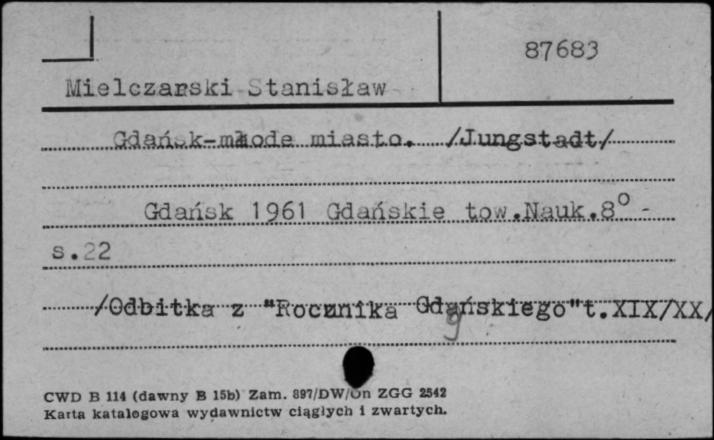 87683
Mielczarski Stanisław
Gdańsk-młode miasto. /Jungstadt/
Gdańsk 1961 Gdańskie tow.Nauk.8° -
s.22
/Odbitka z "Rocznika Gdańskiego"t.XIX/XX/
g
CWD B 114 (dawny B 15b) Zam. 897/DW/On ZGG 2542
Karta katalogowa wydawnictw ciągłych i zwartych.